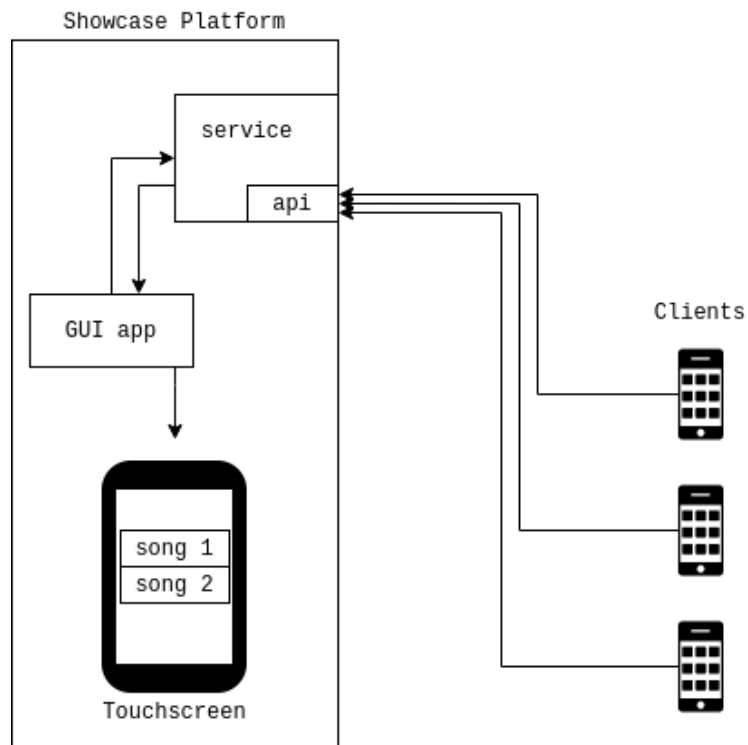 Showcase Platform
service
api
GUI app
Clients
song 1
song 2
Touchscreen